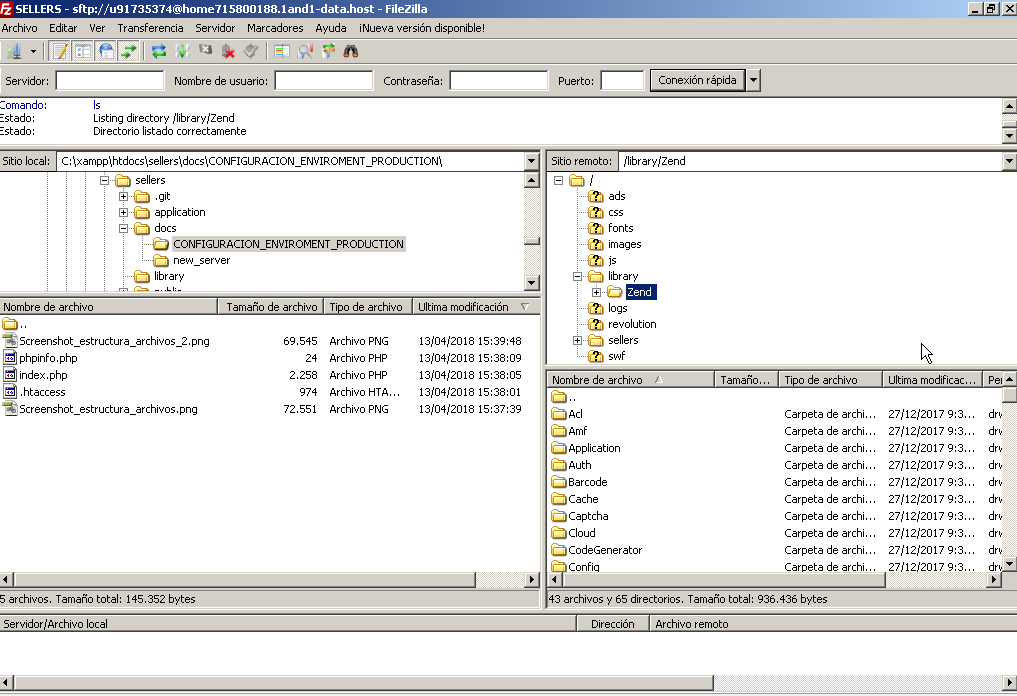 SELLERS - sftp://u91735374@home715800188.1and1-data.host - FileZilla
Archivo Editar Ver Transferencia Servidor Marcadores Ayuda ¡Nueva versión disponible!
Servidor: Nombre de usuario: Contraseña: Puerto: Conexión rápida
Comando: ls
Estado: Listing directory /library/Zend
Estado: Directorio listado correctamente
Sitio local: C:\xampp\htdocs\sellers\docs\CONFIGURACION_ENVIROMENT_PRODUCTION\
sellers
.git
application
docs
CONFIGURACION_ENVIROMENT_PRODUCTION
new_server
library
public
Nombre de archivo Tamaño de archivo Tipo de archivo Ultima modificación
..
Screenshot_estructura_archivos_2.png 69.545 Archivo PNG 13/04/2018 15:39:48
phpinfo.php 24 Archivo PHP 13/04/2018 15:38:09
index.php 2.258 Archivo PHP 13/04/2018 15:38:05
.htaccess 974 Archivo HTA... 13/04/2018 15:38:01
Screenshot_estructura_archivos.png 72.551 Archivo PNG 13/04/2018 15:37:39
5 archivos. Tamaño total: 145.352 bytes
Sitio remoto: /library/Zend
/
ads
css
fonts
images
js
library
Zend
logs
revolution
sellers
swf
Nombre de archivo Tamaño... Tipo de archivo Ultima modificac... Pe
..
Acl Carpeta de archi... 27/12/2017 9:3... drw
Amf Carpeta de archi... 27/12/2017 9:3... drw
Application Carpeta de archi... 27/12/2017 9:3... drw
Auth Carpeta de archi... 27/12/2017 9:3... drw
Barcode Carpeta de archi... 27/12/2017 9:3... drw
Cache Carpeta de archi... 27/12/2017 9:3... drw
Captcha Carpeta de archi... 27/12/2017 9:3... drw
Cloud Carpeta de archi... 27/12/2017 9:3... drw
CodeGenerator Carpeta de archi... 27/12/2017 9:3... drw
Config Carpeta de archi... 27/12/2017 9:3... drw
43 archivos y 65 directorios. Tamaño total: 936.436 bytes
Servidor/Archivo local Dirección Archivo remoto